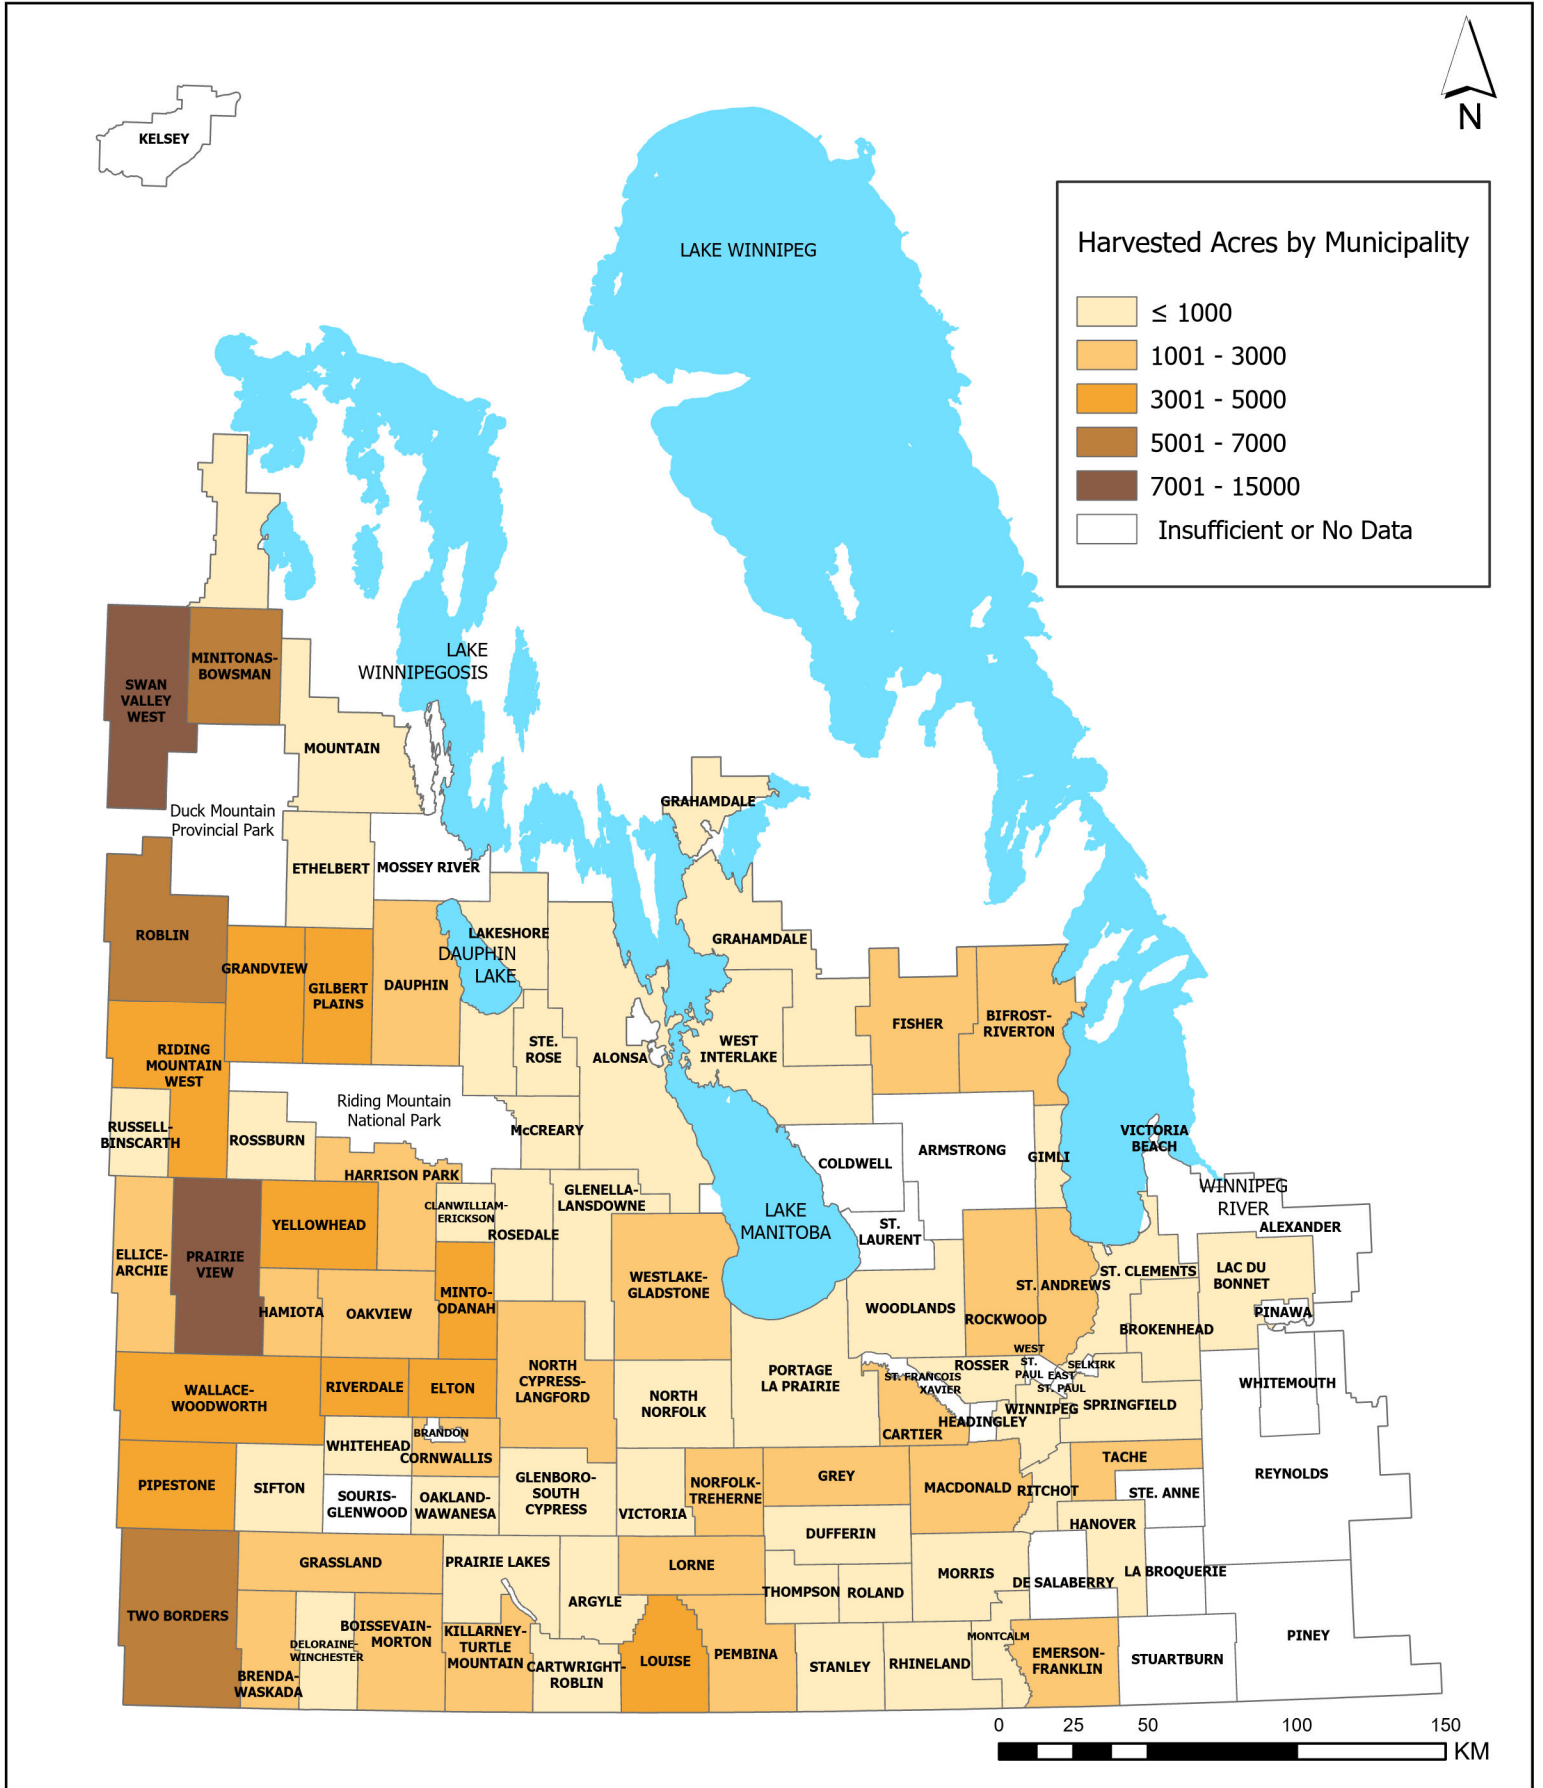 N
KELSEY
LAKE WINNIPEG
Harvested Acres by Municipality
≤ 1000
1001 - 3000
3001 - 5000
5001 - 7000
7001 - 15000
Insufficient or No Data
LAKE
WINNIPEGOSIS
MINITONAS-
BOWSMAN
SWAN
VALLEY
WEST
MOUNTAIN
Duck Mountain
Provincial Park
GRAHAMDALE
ETHELBERT
MOSSEY RIVER
ROBLIN
GRANDVIEW
GILBERT
PLAINS
DAUPHIN
LAKESHORE
DAUPHIN
LAKE
GRAHAMDALE
FISHER
BIFROST-
RIVERTON
STE.
ROSE
ALONSA
WEST
INTERLAKE
RIDING
MOUNTAIN
WEST
Riding Mountain
National Park
RUSSELL-
BINSCARTH
ROSSBURN
McCREARY
VICTORIA
BEACH
ARMSTRONG
GIMLI
COLDWELL
HARRISON PARK
CLANWILLIAM-
ERICKSON
GLENELLA-
LANSDOWNE
WINNIPEG
RIVER
ALEXANDER
YELLOWHEAD
ROSEDALE
LAKE
MANITOBA
ST.
LAURENT
ELLICE-
ARCHIE
PRAIRIE
VIEW
WESTLAKE-
GLADSTONE
ST. ANDREWS
ST. CLEMENTS
LAC DU
BONNET
MINTO-
ODANAH
HAMIOTA
OAKVIEW
WOODLANDS
ROCKWOOD
BROKENHEAD
PINAWA
WALLACE-
WOODWORTH
RIVERDALE
ELTON
NORTH
CYPRESS-
LANGFORD
NORTH
NORFOLK
PORTAGE
LA PRAIRIE
ST. FRANCOIS
XAVIER
ROSSER
WEST
ST.
PAUL
EAST
ST. PAUL
SELKIRK
WHITEMOUTH
WINNIPEG
SPRINGFIELD
HEADINGLEY
CARTIER
WHITEHEAD
BRANDON
CORNWALLIS
TACHE
REYNOLDS
PIPESTONE
SIFTON
SOURIS-
GLENWOOD
OAKLAND-
WAWANESA
GLENBORO-
SOUTH
CYPRESS
VICTORIA
NORFOLK-
TREHERNE
GREY
MACDONALD
RITCHOT
STE. ANNE
DUFFERIN
HANOVER
GRASSLAND
PRAIRIE LAKES
LORNE
MORRIS
DE SALABERRY
LA BROQUERIE
THOMPSON
ROLAND
ARGYLE
TWO BORDERS
BRENDA-
WASKADA
DELORAINE-
WINCHESTER
BOISSEVAIN-
MORTON
KILLARNEY-
TURTLE
MOUNTAIN
CARTWRIGHT-
ROBLIN
LOUISE
PEMBINA
STANLEY
RHINELAND
MONTCALM
EMERSON-
FRANKLIN
STUARTBURN
PINEY
0 25 50 100 150
KM